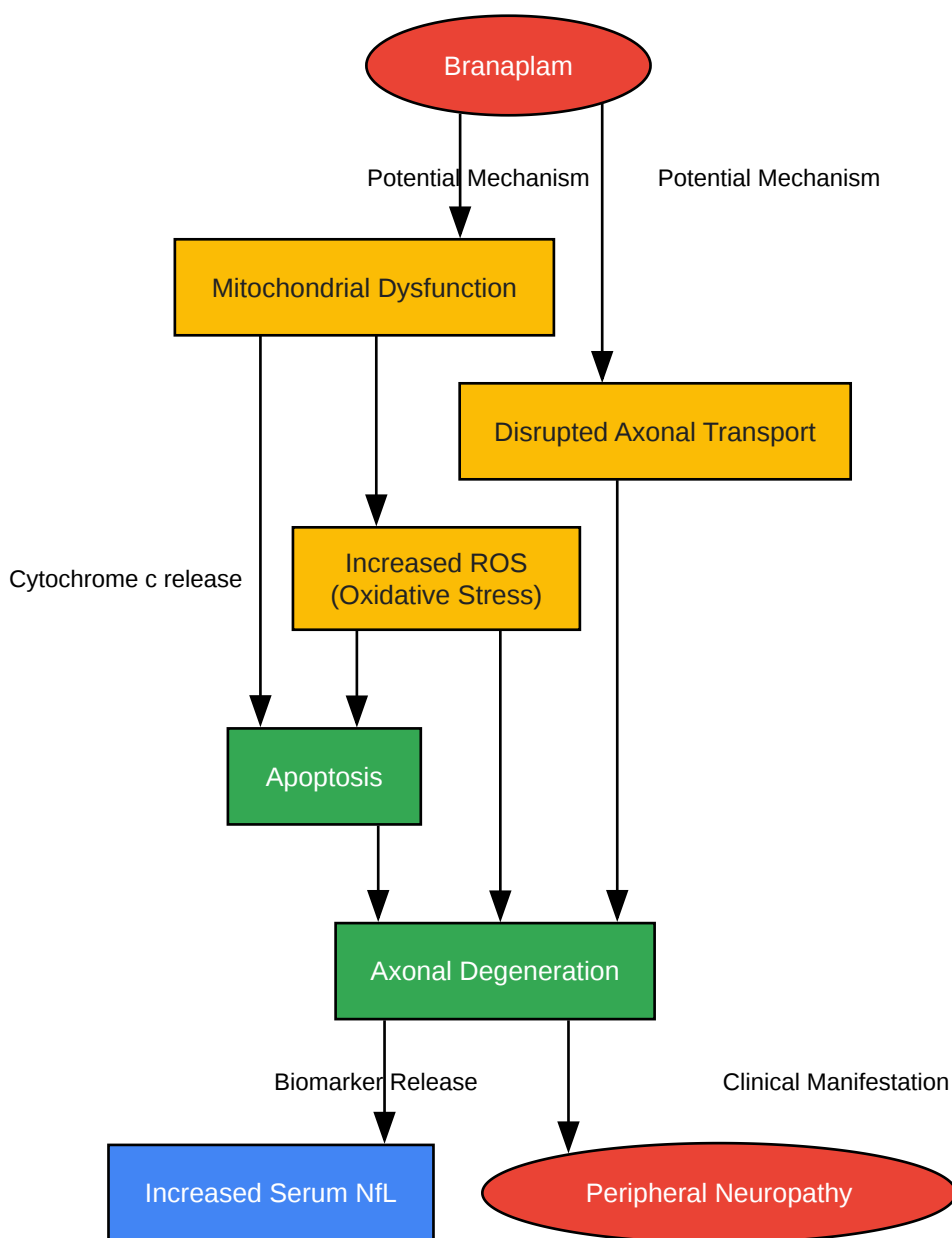 Branaplam
Potential Mechanism
Potential Mechanism
Mitochondrial Dysfunction
Disrupted Axonal Transport
Increased ROS
(Oxidative Stress)
Cytochrome c release
Apoptosis
Axonal Degeneration
Biomarker Release
Clinical Manifestation
Increased Serum NfL
Peripheral Neuropathy